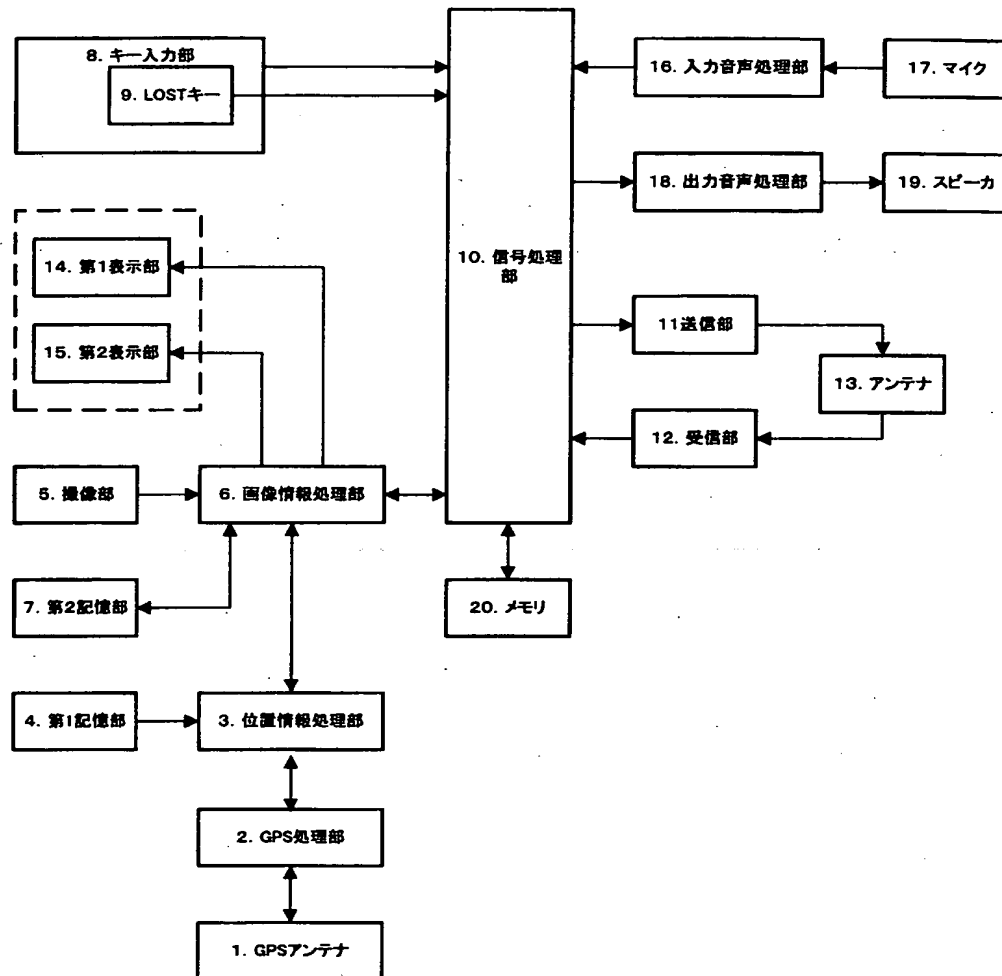 8. キー入力部
9. LOSTキー
16. 入力音声処理部
17. マイク
18. 出力音声処理部
19. スピーカ
14. 第1表示部
10. 信号処理
部
15. 第2表示部
11送信部
13. アンテナ
12. 受信部
5. 撮像部
6. 画像情報処理部
7. 第2記憶部
20. メモリ
4. 第1記憶部
3. 位置情報処理部
2. GPS処理部
1. GPSアンテナ